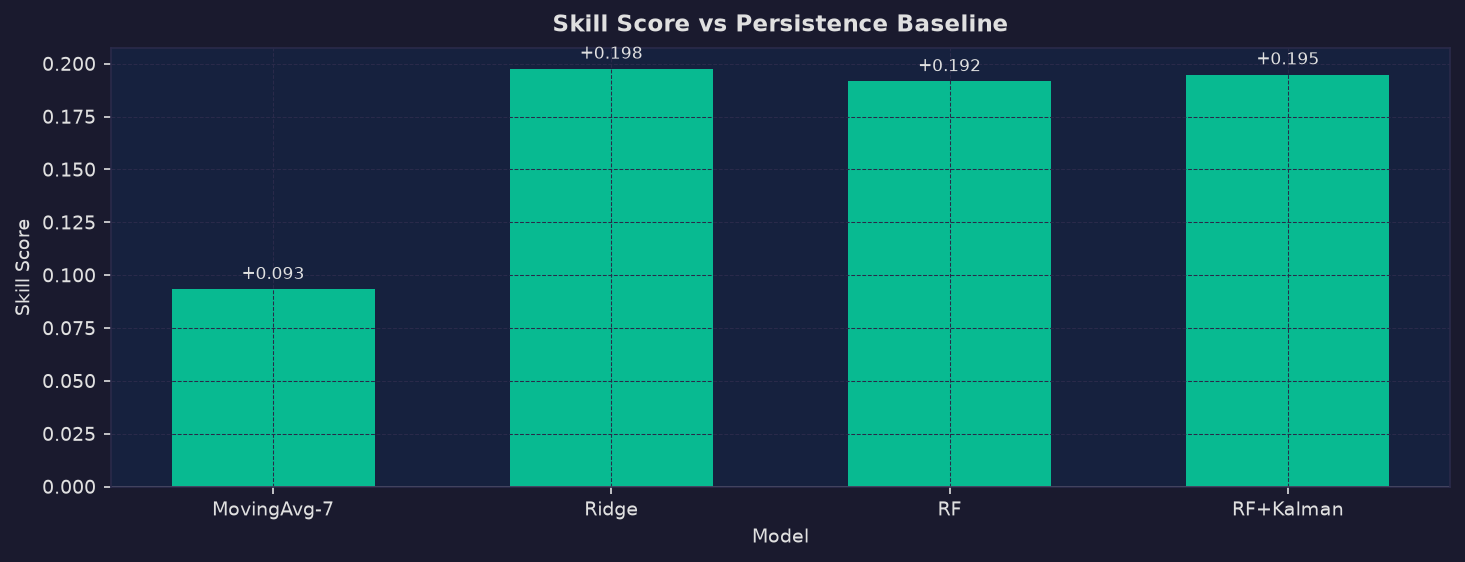 Skill Score vs Persistence Baseline
+0.198
+0.192
+0.195
+0.093
0.200
0.175
0.150
0.125
0.100
0.075
0.050
0.025
0.000
Skill Score
MovingAvg-7
Ridge
RF
RF+Kalman
Model